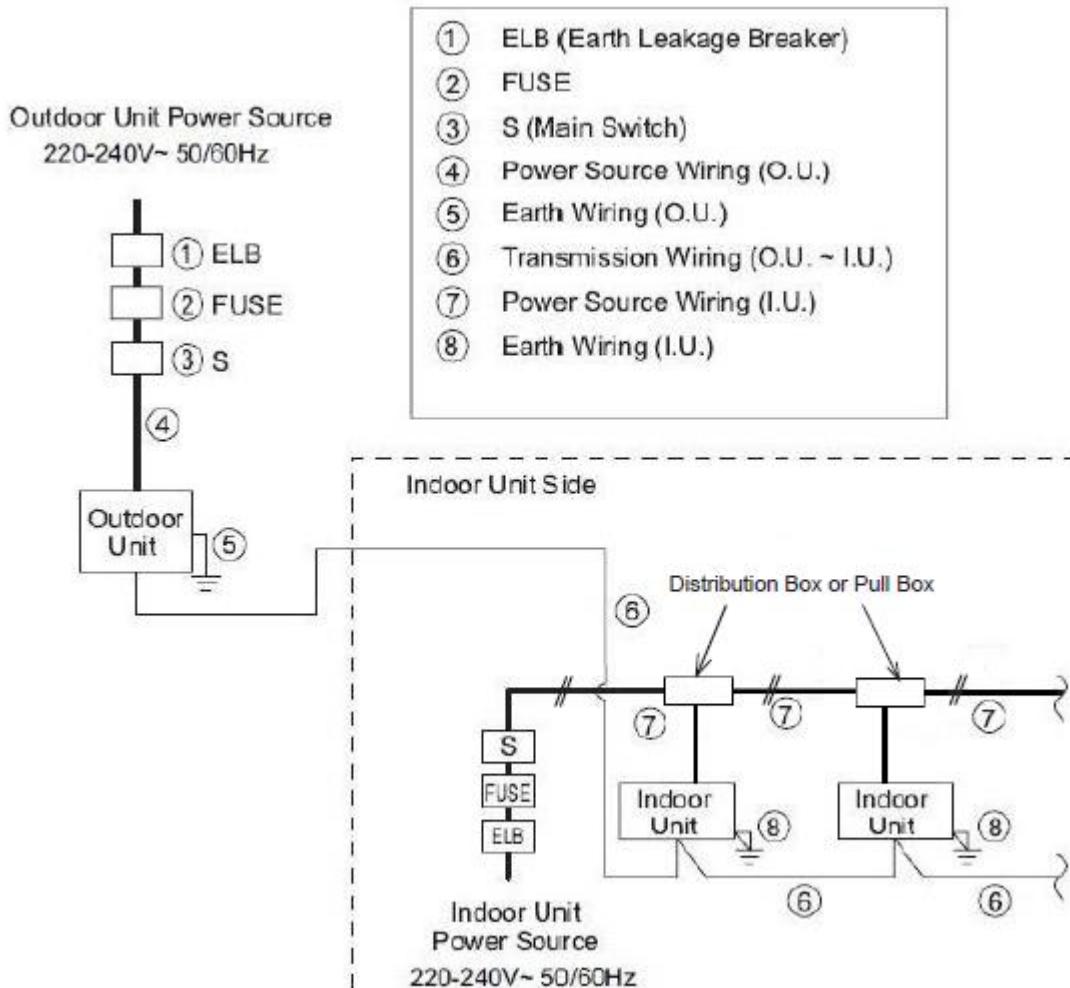 ① ELB (Earth Leakage Breaker)
② FUSE
③ S (Main Switch)
④ Power Source Wiring (O.U.)
⑤ Earth Wiring (O.U.)
⑥ Transmission Wiring (O.U. ~ I.U.)
⑦ Power Source Wiring (I.U.)
⑧ Earth Wiring (I.U.)
Outdoor Unit Power Source
220-240V~ 50/60Hz
① ELB
② FUSE
③ S
④
Outdoor
Unit
⑤
Indoor Unit Side
Distribution Box or Pull Box
⑥
⑦
⑦
⑦
S
FUSE
ELB
Indoor
Unit
⑧
Indoor
Unit
⑧
⑥
⑥
Indoor Unit
Power Source
220-240V~ 50/60Hz